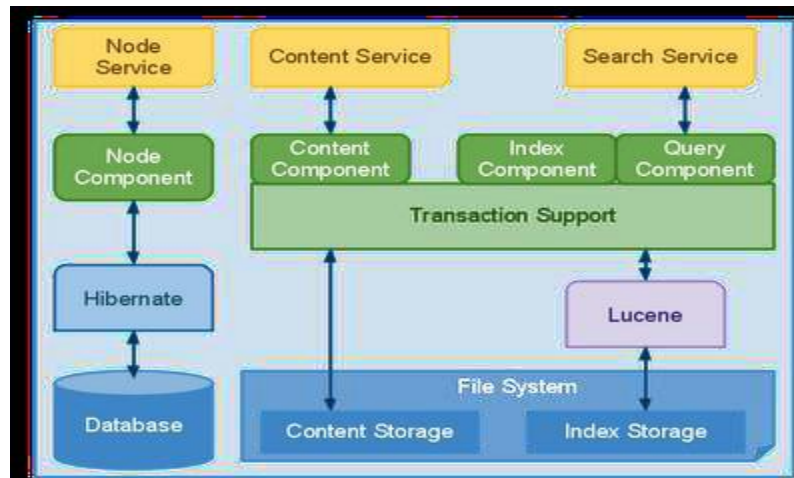 Node
Service
Content Service
Search Service
Node
Component
Content
Component
Index
Component
Query
Component
Transaction Support
Hibernate
Lucene
File System
Database
Content Storage
Index Storage